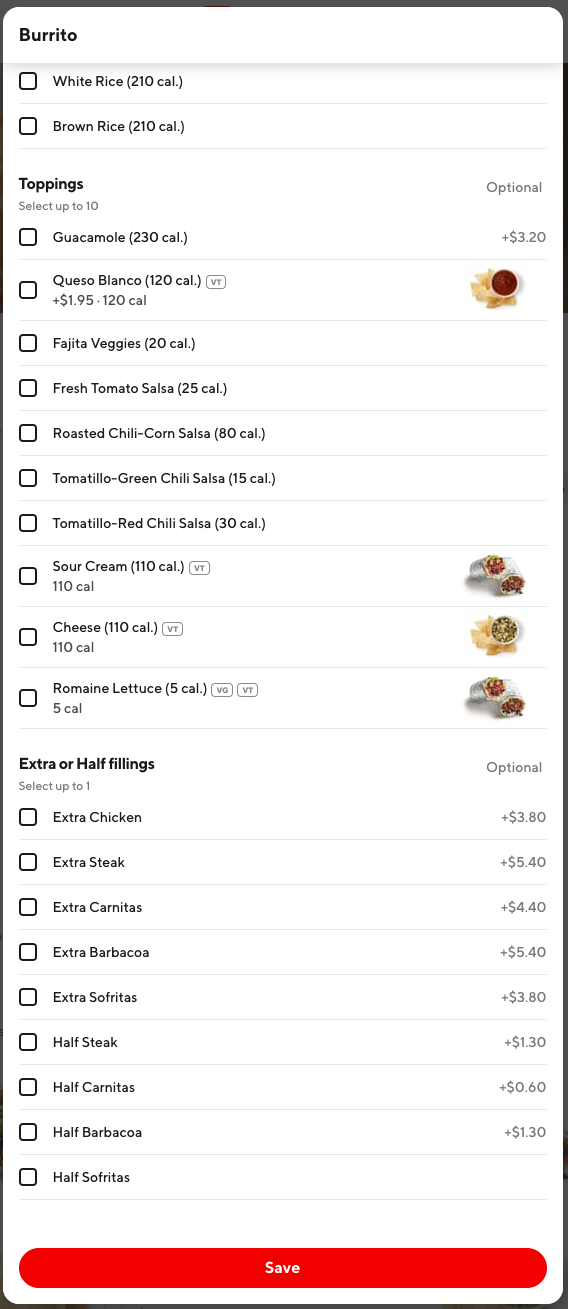 Burrito
White Rice (210 cal.)
Brown Rice (210 cal.)
Toppings
Optional
Select up to 10
Guacamole (230 cal.)
+$3.20
Queso Blanco (120 cal.) VT
+$1.95 · 120 cal
Fajita Veggies (20 cal.)
Fresh Tomato Salsa (25 cal.)
Roasted Chili-Corn Salsa (80 cal.)
Tomatillo-Green Chili Salsa (15 cal.)
Tomatillo-Red Chili Salsa (30 cal.)
Sour Cream (110 cal.) VT
110 cal
Cheese (110 cal.) VT
110 cal
Romaine Lettuce (5 cal.) VG VT
5 cal
Extra or Half fillings
Optional
Select up to 1
Extra Chicken
+$3.80
Extra Steak
+$5.40
Extra Carnitas
+$4.40
Extra Barbacoa
+$5.40
Extra Sofritas
+$3.80
Half Steak
+$1.30
Half Carnitas
+$0.60
Half Barbacoa
+$1.30
Half Sofritas
Save